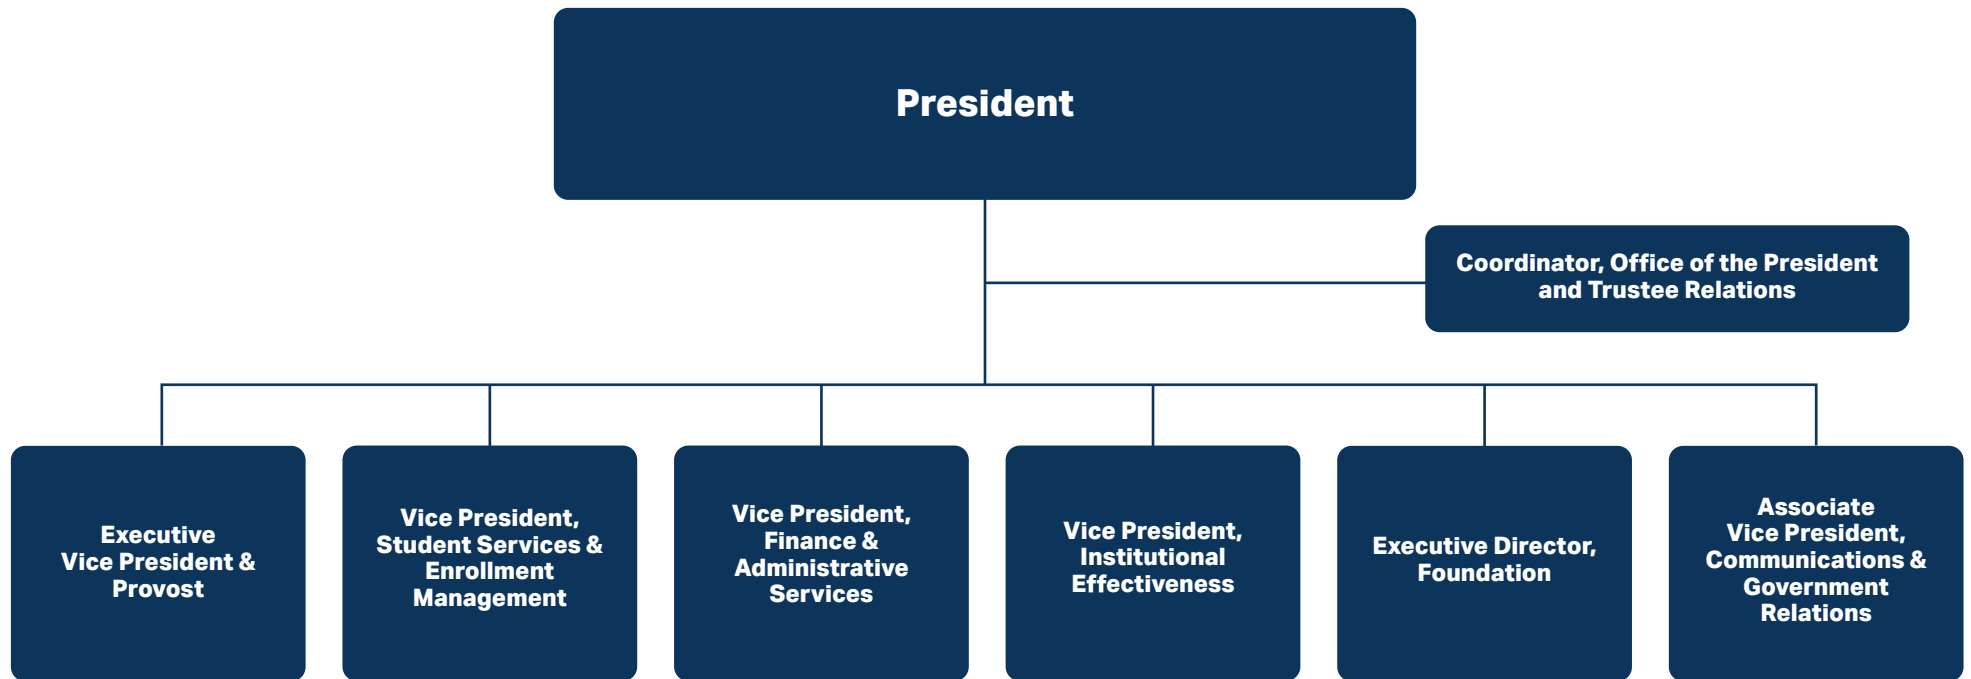 President
Coordinator, Office of the President
and Trustee Relations
Executive
Vice President &
Provost
Vice President,
Student Services &
Enrollment
Management
Vice President,
Finance &
Administrative
Services
Vice President,
Institutional
Effectiveness
Executive Director,
Foundation
Associate
Vice President,
Communications &
Government
Relations